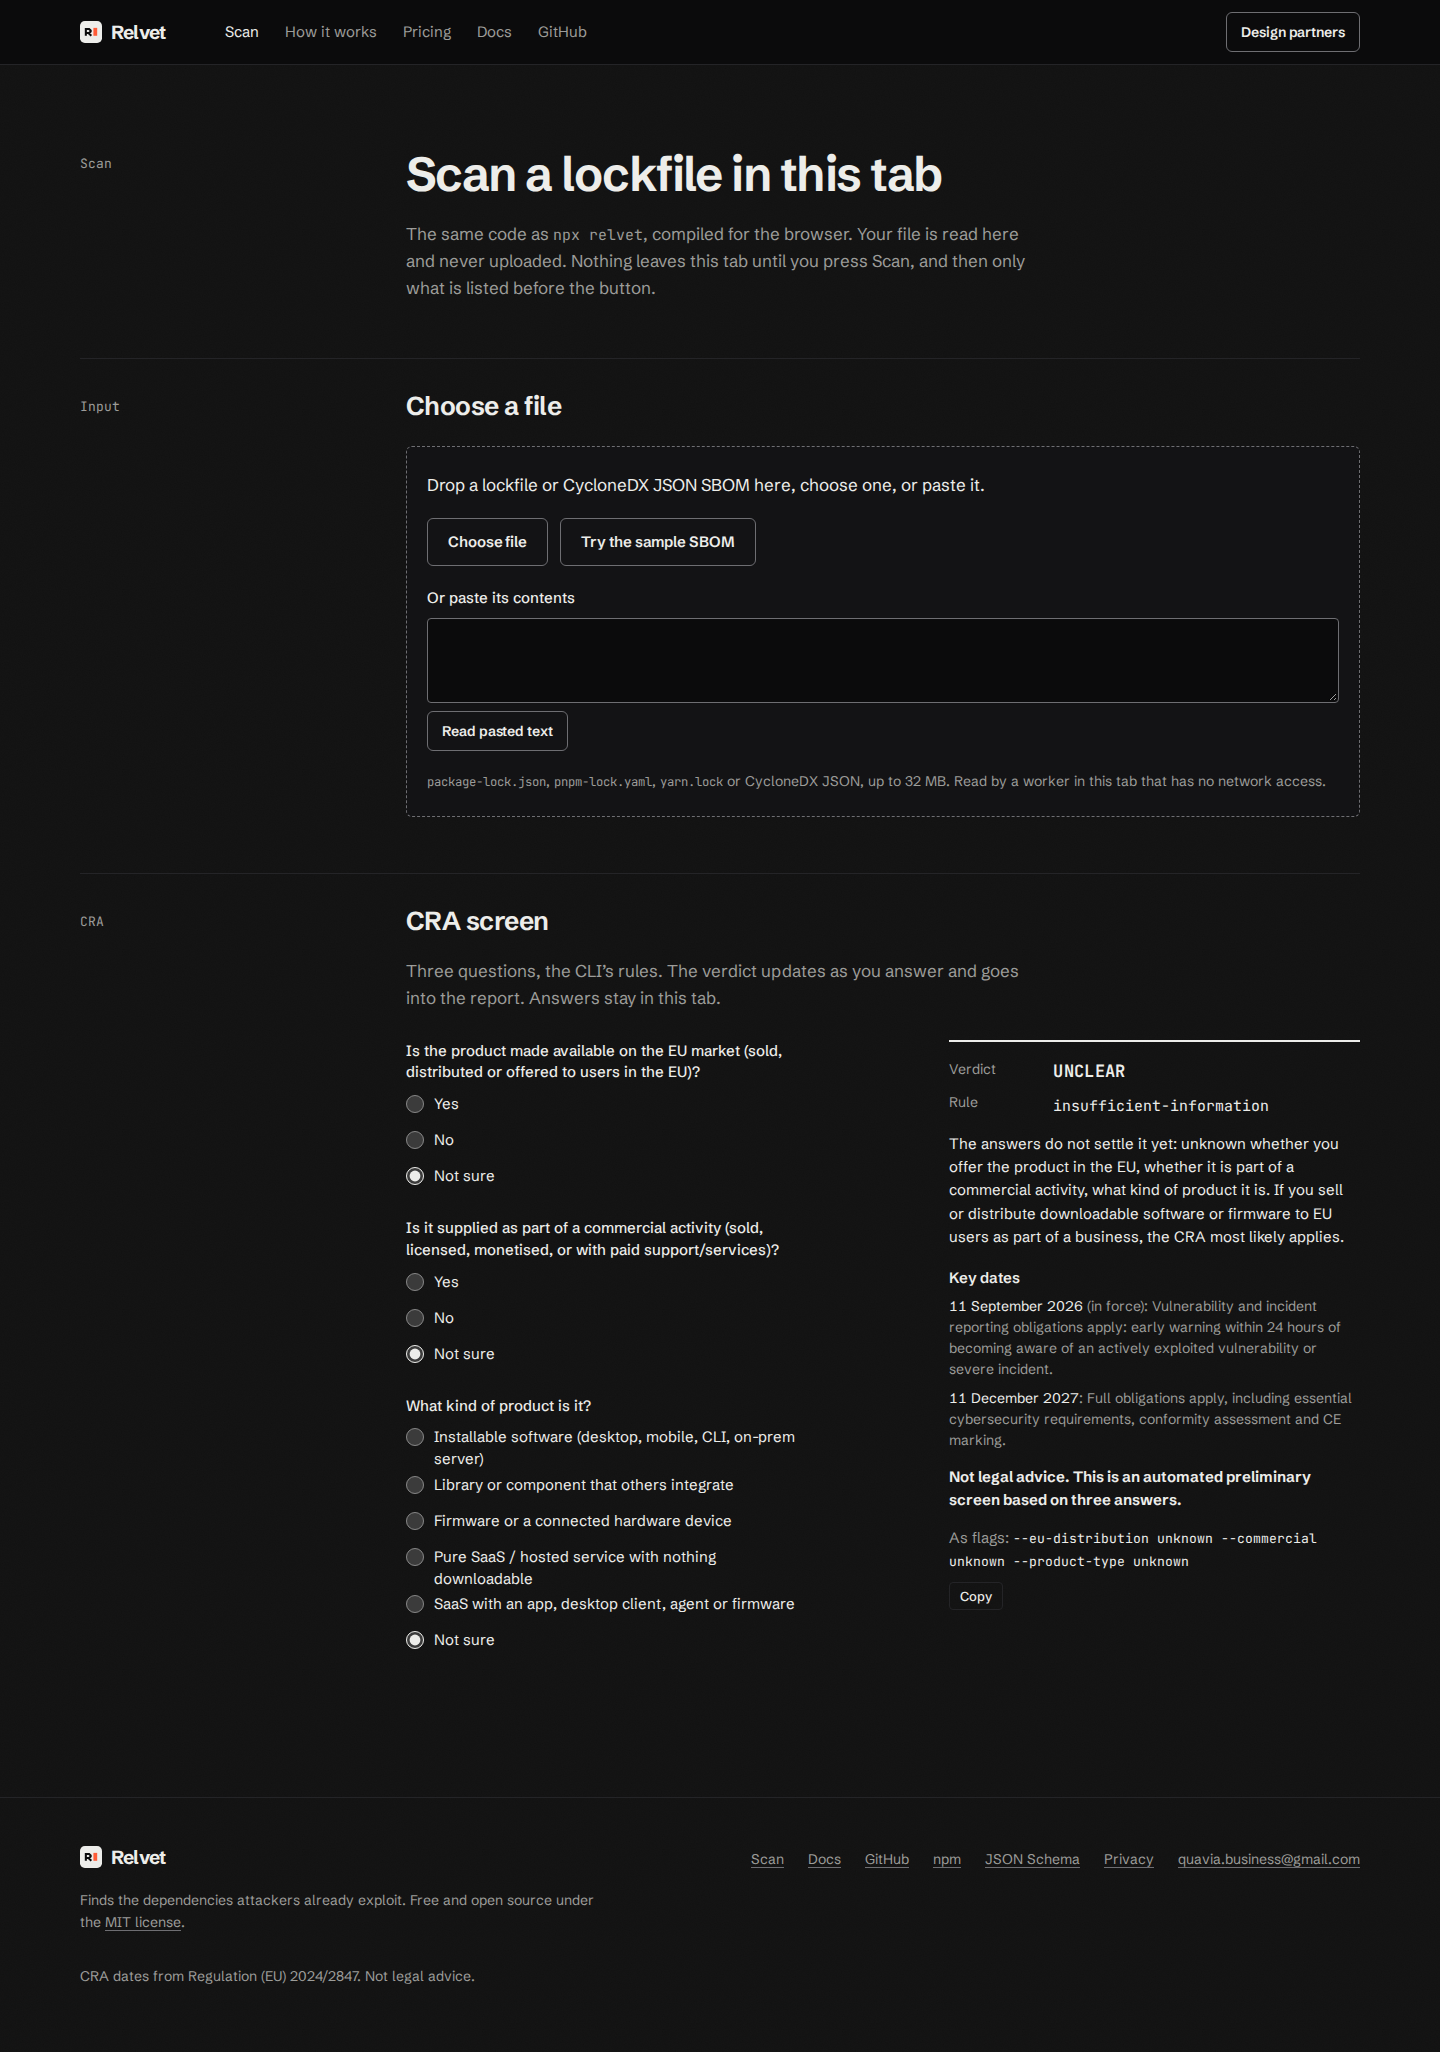 Relvet
Scan
How it works
Pricing
Docs
GitHub
Design partners
Scan
Scan a lockfile in this tab
The same code as npx relvet, compiled for the browser. Your file is read here
and never uploaded. Nothing leaves this tab until you press Scan, and then only
what is listed before the button.
Input
Choose a file
Drop a lockfile or CycloneDX JSON SBOM here, choose one, or paste it.
Choose file
Try the sample SBOM
Or paste its contents
Read pasted text
package-lock.json, pnpm-lock.yaml, yarn.lock or CycloneDX JSON, up to 32 MB. Read by a worker in this tab that has no network access.
CRA
CRA screen
Three questions, the CLI’s rules. The verdict updates as you answer and goes
into the report. Answers stay in this tab.
Is the product made available on the EU market (sold,
distributed or offered to users in the EU)?
Yes
No
Not sure
Is it supplied as part of a commercial activity (sold,
licensed, monetised, or with paid support/services)?
Yes
No
Not sure
What kind of product is it?
Installable software (desktop, mobile, CLI, on-prem
server)
Library or component that others integrate
Firmware or a connected hardware device
Pure SaaS / hosted service with nothing
downloadable
SaaS with an app, desktop client, agent or firmware
Not sure
Verdict UNCLEAR
Rule insufficient-information
The answers do not settle it yet: unknown whether you
offer the product in the EU, whether it is part of a
commercial activity, what kind of product it is. If you sell
or distribute downloadable software or firmware to EU
users as part of a business, the CRA most likely applies.
Key dates
11 September 2026 (in force): Vulnerability and incident
reporting obligations apply: early warning within 24 hours of
becoming aware of an actively exploited vulnerability or
severe incident.
11 December 2027: Full obligations apply, including essential
cybersecurity requirements, conformity assessment and CE
marking.
Not legal advice. This is an automated preliminary
screen based on three answers.
As flags: --eu-distribution unknown --commercial
unknown --product-type unknown
Copy
Relvet
Finds the dependencies attackers already exploit. Free and open source under
the MIT license.
CRA dates from Regulation (EU) 2024/2847. Not legal advice.
Scan
Docs
GitHub
npm
JSON Schema
Privacy
quavia.business@gmail.com